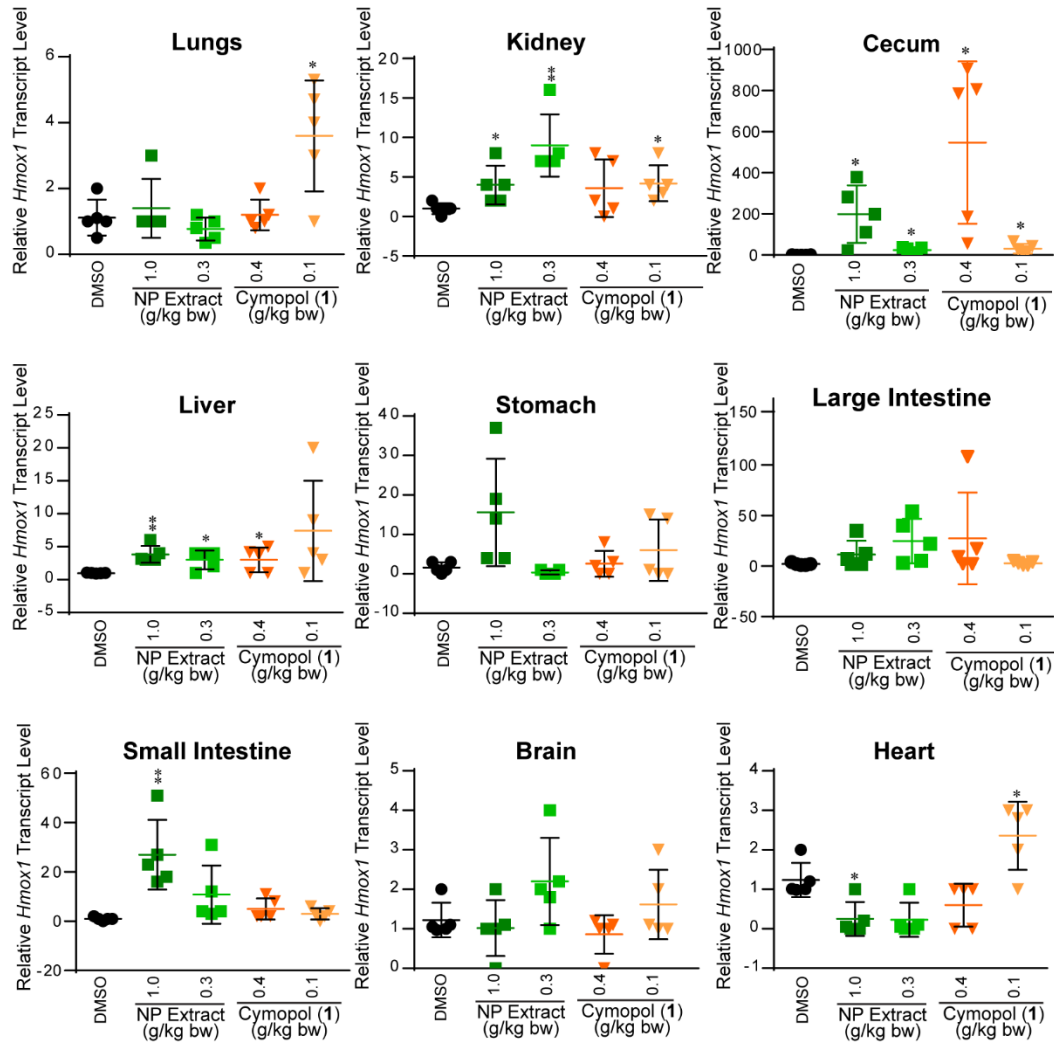 Lungs
Relative Hmox1 Transcript Level
6
4
2
0
*
DMSO
1.0
0.3
0.4
0.1
NP Extract
(g/kg bw)
Cymopol (1)
(g/kg bw)
Kidney
Relative Hmox1 Transcript Level
20
15
10
5
0
-5
*
**
*
DMSO
1.0
0.3
0.4
0.1
NP Extract
(g/kg bw)
Cymopol (1)
(g/kg bw)
Cecum
Relative Hmox1 Transcript Level
1000
800
600
400
200
0
*
*
*
*
DMSO
1.0
0.3
0.4
0.1
NP Extract
(g/kg bw)
Cymopol (1)
(g/kg bw)
Liver
Relative Hmox1 Transcript Level
25
20
15
10
5
0
-5
**
*
*
DMSO
1.0
0.3
0.4
0.1
NP Extract
(g/kg bw)
Cymopol (1)
(g/kg bw)
Stomach
Relative Hmox1 Transcript Level
40
30
20
10
0
-10
DMSO
1.0
0.3
0.4
0.1
NP Extract
(g/kg bw)
Cymopol (1)
(g/kg bw)
Large Intestine
Relative Hmox1 Transcript Level
150
100
50
0
-50
DMSO
1.0
0.3
0.4
0.1
NP Extract
(g/kg bw)
Cymopol (1)
(g/kg bw)
Small Intestine
Relative Hmox1 Transcript Level
60
40
20
0
-20
**
DMSO
1.0
0.3
0.4
0.1
NP Extract
(g/kg bw)
Cymopol (1)
(g/kg bw)
Brain
Relative Hmox1 Transcript Level
5
4
3
2
1
0
DMSO
1.0
0.3
0.4
0.1
NP Extract
(g/kg bw)
Cymopol (1)
(g/kg bw)
Heart
Relative Hmox1 Transcript Level
4
3
2
1
0
-1
*
*
DMSO
1.0
0.3
0.4
0.1
NP Extract
(g/kg bw)
Cymopol (1)
(g/kg bw)